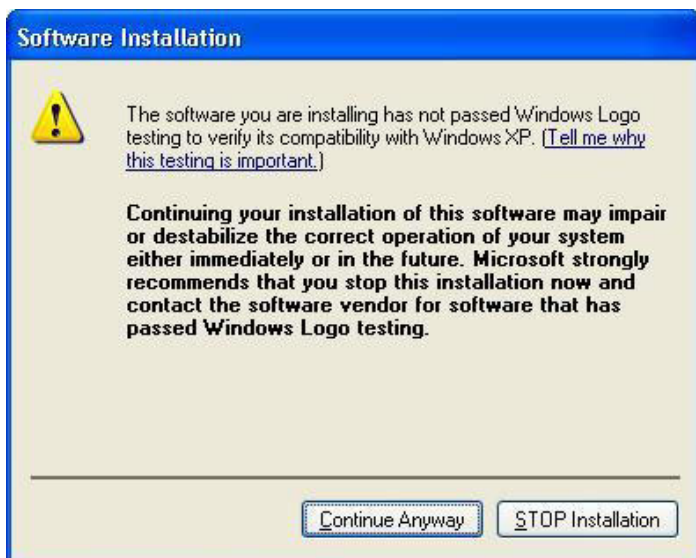 Software Installation
The software you are installing has not passed Windows Logo
testing to verify its compatibility with Windows XP. (Tell me why
this testing is important.)
Continuing your installation of this software may impair
or destabilize the correct operation of your system
either immediately or in the future. Microsoft strongly
recommends that you stop this installation now and
contact the software vendor for software that has
passed Windows Logo testing.
Continue Anyway
STOP Installation